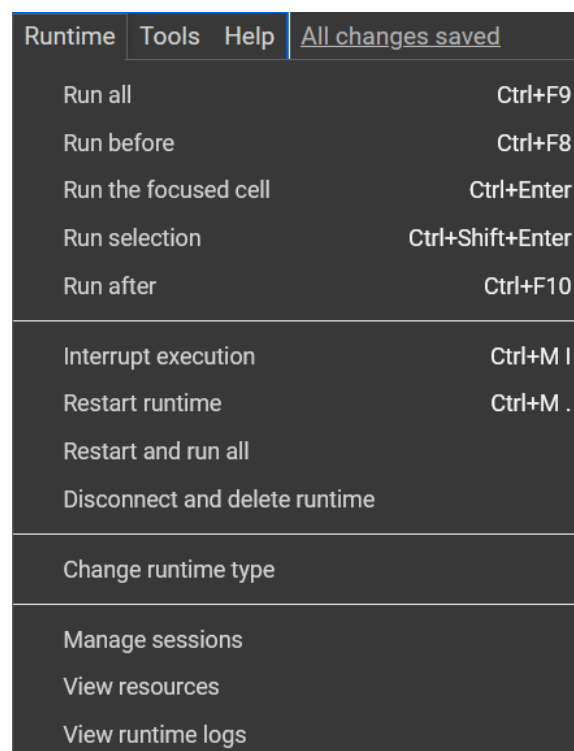 Runtime Tools Help All changes saved
Run all Ctrl+F9
Run before Ctrl+F8
Run the focused cell Ctrl+Enter
Run selection Ctrl+Shift+Enter
Run after Ctrl+F10
Interrupt execution Ctrl+M I
Restart runtime Ctrl+M .
Restart and run all
Disconnect and delete runtime
Change runtime type
Manage sessions
View resources
View runtime logs